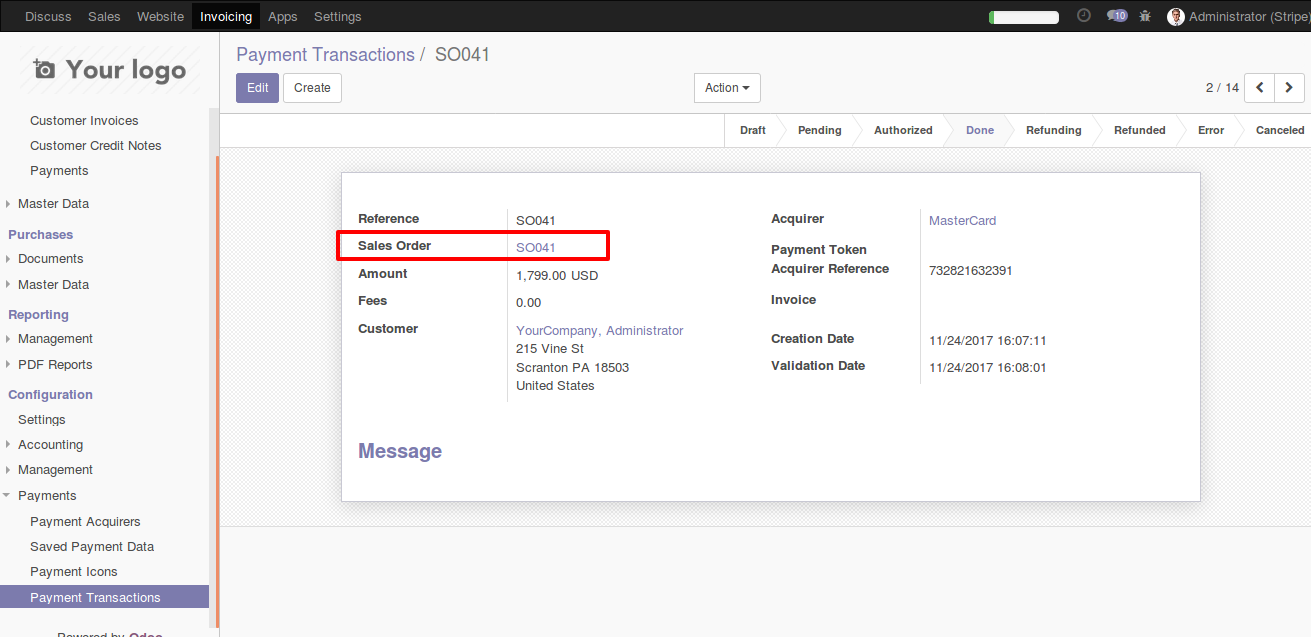 Discuss Sales Website Invoicing Apps Settings 10 Administrator (Stripe)
Your logo
Customer Invoices
Customer Credit Notes
Payments
Master Data
Purchases
Documents
Master Data
Reporting
Management
PDF Reports
Configuration
Settings
Accounting
Management
Payments
Payment Acquirers
Saved Payment Data
Payment Icons
Payment Transactions
Powered by Odoo
Payment Transactions / SO041
Edit Create Action 2 / 14
Draft Pending Authorized Done Refunding Refunded Error Canceled
Reference SO041
Sales Order SO041
Amount 1,799.00 USD
Fees 0.00
Customer YourCompany, Administrator
215 Vine St
Scranton PA 18503
United States
Acquirer MasterCard
Payment Token
Acquirer Reference 732821632391
Invoice
Creation Date 11/24/2017 16:07:11
Validation Date 11/24/2017 16:08:01
Message